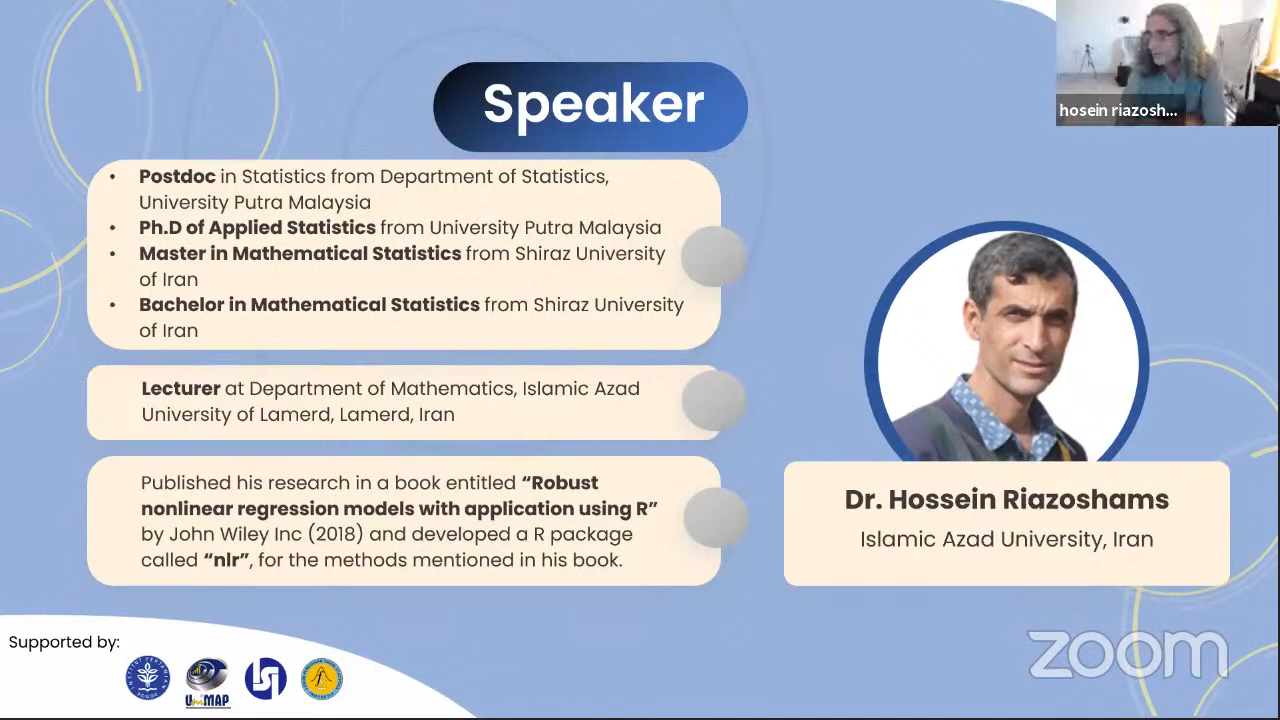 Speaker
hosein riazosh...
• Postdoc in Statistics from Department of Statistics,
University Putra Malaysia
• Ph.D of Applied Statistics from University Putra Malaysia
• Master in Mathematical Statistics from Shiraz University
of Iran
• Bachelor in Mathematical Statistics from Shiraz University
of Iran
Lecturer at Department of Mathematics, Islamic Azad
University of Lamerd, Lamerd, Iran
Published his research in a book entitled “Robust
nonlinear regression models with application using R”
by John Wiley Inc (2018) and developed a R package
called “nlr”, for the methods mentioned in his book.
Dr. Hossein Riazoshams
Islamic Azad University, Iran
Supported by:
UniMAP
zoom